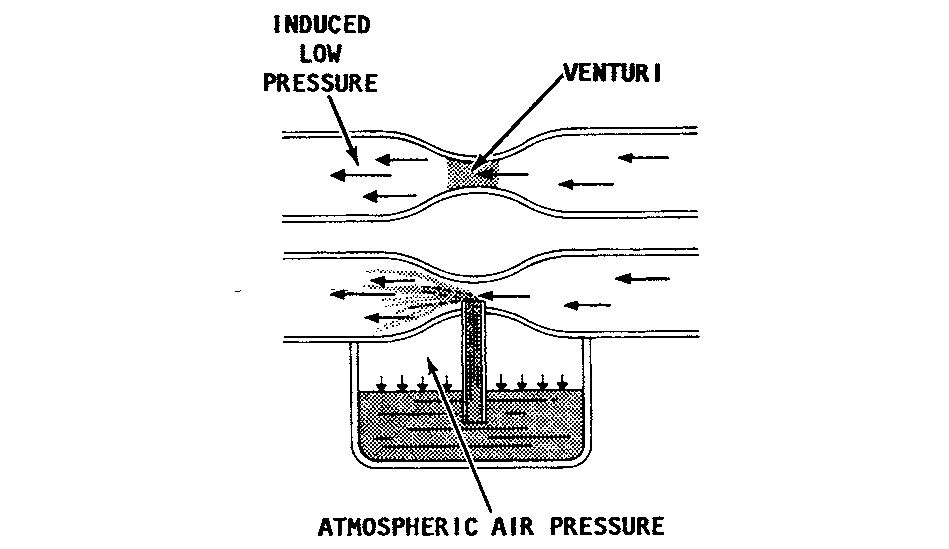 INDUCED
LOW
PRESSURE
VENTURI
ATMOSPHERIC AIR PRESSURE